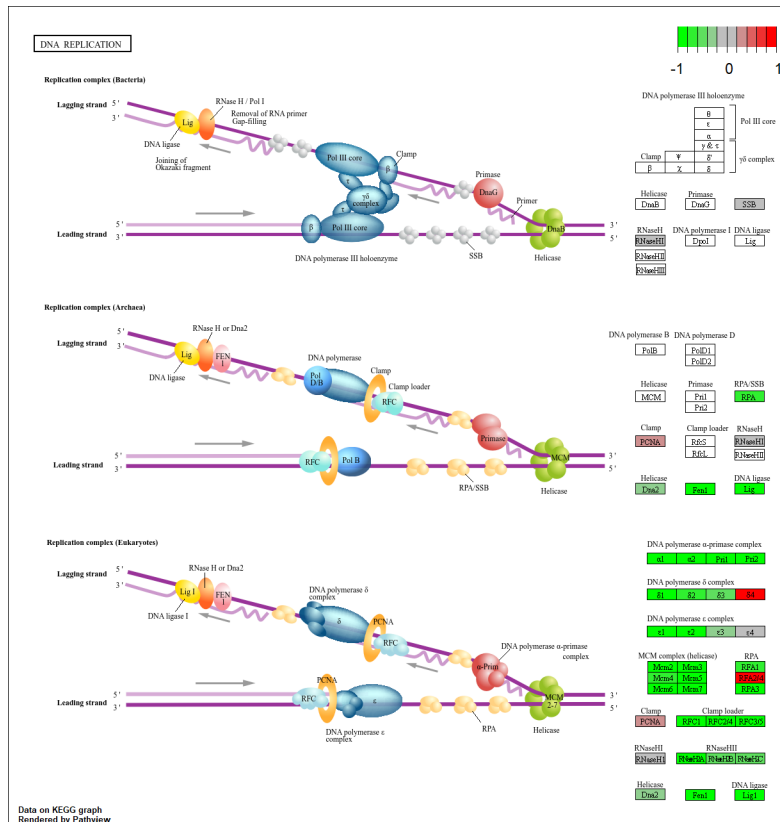 DNA REPLICATION
-1 0 1
Replication complex (Bacteria)
Lagging strand
5'
3'
Lig
RNase H / Pol I
Removal of RNA primer
Gap-filling
DNA ligase
Joining of
Okazaki fragment
Pol III core
τ
γδ
complex
τ
β
Clamp
Primase
DnaG
Primer
β
Pol III core
DnaB
Leading strand
5'
3'
3'
5'
SSB
Helicase
DNA polymerase III holoenzyme
DNA polymerase III holoenzyme
θ
ε
α
Pol III core
γ & τ
Clamp Ψ δ'
β χ δ
γδ complex
Helicase Primase
DnaB DnaG SSB
RNaseH DNA polymerase I DNA ligase
RNaseHI DpoI Lig
RNaseHII
RNaseHIII
Replication complex (Archaea)
Lagging strand
5'
3'
Lig
RNase H or Dna2
FEN
1
DNA ligase
DNA polymerase
Pol
D/B
Clamp
Clamp loader
RFC
Primase
Leading strand
5'
3'
RFC
Pol B
MCM
3'
5'
RPA/SSB
Helicase
DNA polymerase B DNA polymerase D
PolB PolD1
PolD2
Helicase Primase RPA/SSB
MCM Pri1 RPA
Pri2
Clamp Clamp loader RNaseH
PCNA RfcS RNaseHI
RfcL RNaseHII
Helicase DNA ligase
Dna2 Fen1 Lig
Replication complex (Eukaryotes)
Lagging strand
5'
3'
Lig I
RNase H or Dna2
FEN
1
DNA ligase I
DNA polymerase δ
complex
δ
PCNA
RFC
DNA polymerase α-primase
complex
α-Prim
Leading strand
5'
3'
RFC
PCNA
ε
MCM
2-7
3'
5'
RPA
Helicase
DNA polymerase ε
complex
DNA polymerase α-primase complex
α1 α2 Pri1 Pri2
DNA polymerase δ complex
δ1 δ2 δ3 δ4
DNA polymerase ε complex
ε1 ε2 ε3 ε4
MCM complex (helicase) RPA
Mcm2 Mcm3 RFA1
Mcm4 Mcm5 RFA2/4
Mcm6 Mcm7 RFA3
Clamp Clamp loader
PCNA RFC1 RFC2/4 RFC3/5
RNaseHI RNaseHII
RNaseH1 RNaseH2A RNaseH2B RNaseH2C
Helicase DNA ligase
Dna2 Fen1 Lig1
Data on KEGG graph
Rendered by Pathview